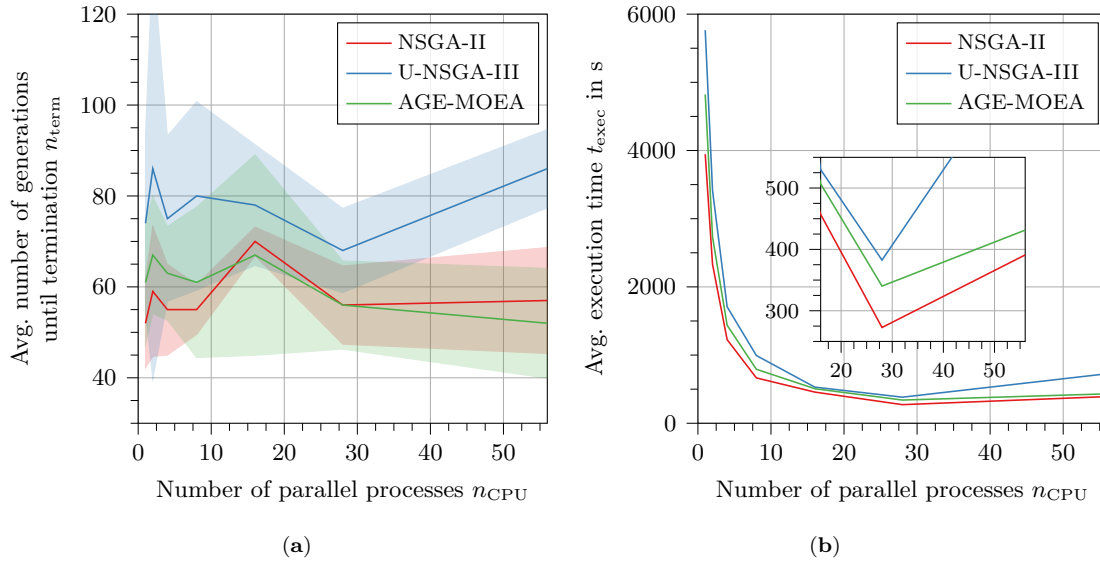 Avg. number of generations
until termination n_term
120
100
80
60
40
0
10
20
30
40
50
Number of parallel processes n_CPU
NSGA-II
U-NSGA-III
AGE-MOEA
(a)
Avg. execution time t_exec in s
6000
4000
2000
0
0
10
20
30
40
50
Number of parallel processes n_CPU
NSGA-II
U-NSGA-III
AGE-MOEA
500
400
300
20
30
40
50
(b)